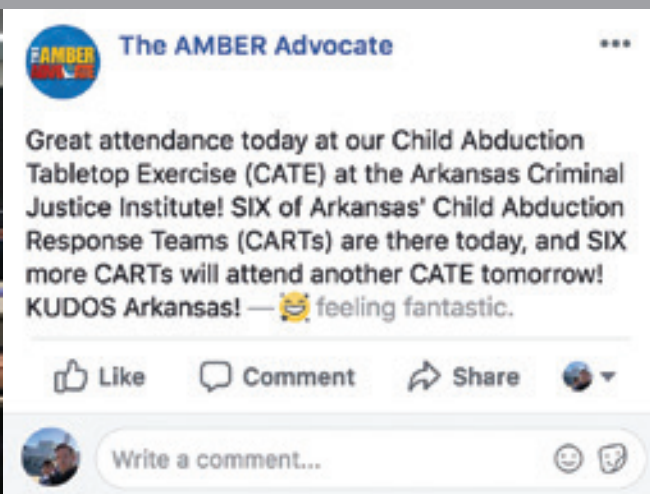 The AMBER Advocate
AMBER
Great attendance today at our Child Abduction
Tabletop Exercise (CATE) at the Arkansas Criminal
Justice Institute! SIX of Arkansas' Child Abduction
Response Teams (CARTs) are there today, and SIX
more CARTs will attend another CATE tomorrow!
KUDOS Arkansas! — feeling fantastic.
Like Comment Share
Write a comment...